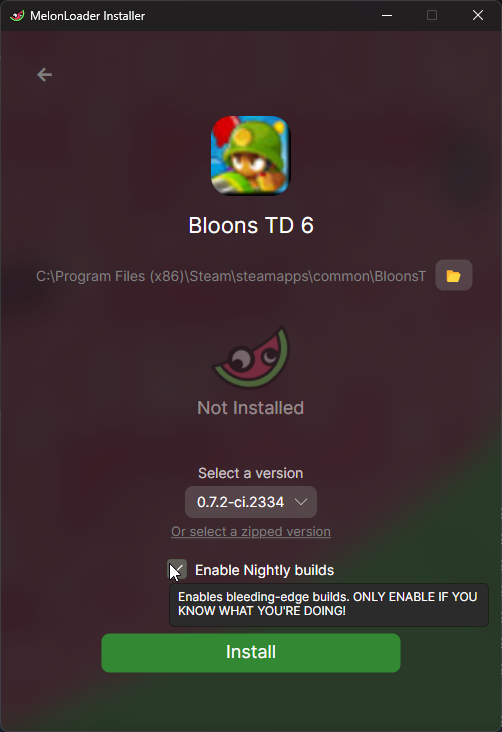 MelonLoader Installer
Bloons TD 6
C:\Program Files (x86)\Steam\steamapps\common\BloonsT
Not Installed
Select a version
0.7.2-ci.2334
Or select a zipped version
Enable Nightly builds
Enables bleeding-edge builds. ONLY ENABLE IF YOU
KNOW WHAT YOU'RE DOING!
Install